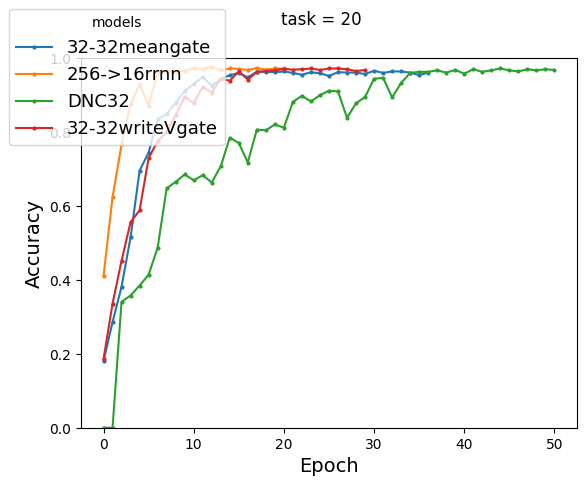 task = 20
models
32-32meangate
256->16rrnn
DNC32
32-32writeVgate
1.0
0.8
0.6
0.4
0.2
0.0
Accuracy
0 10 20 30 40 50
Epoch